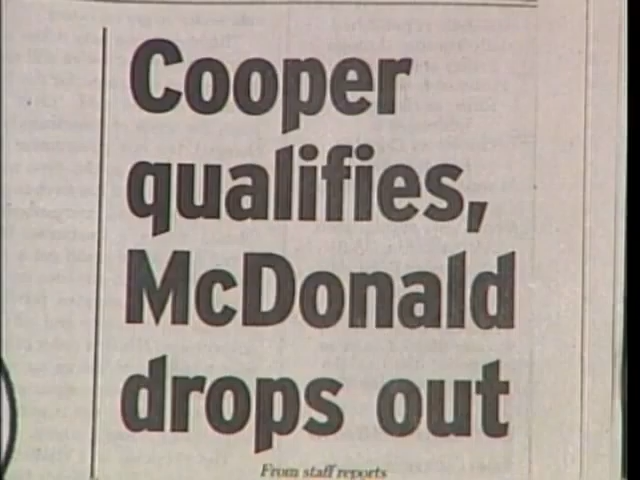 Cooper
qualifies,
McDonald
drops out
From staff reports